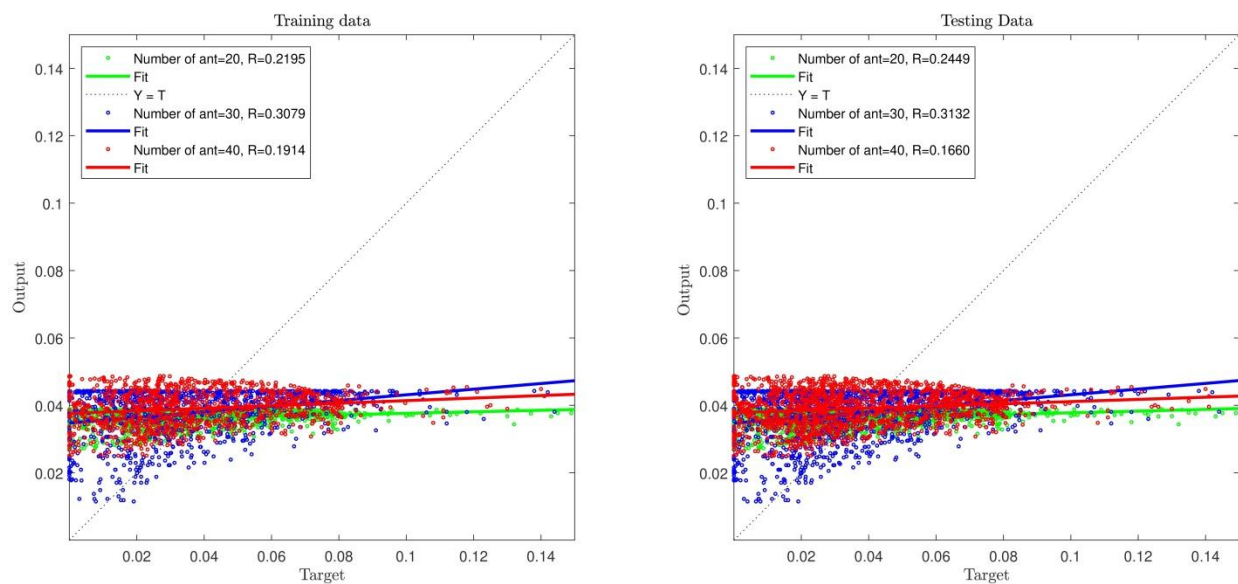 Training data
0.14
0.12
0.1
0.08
0.06
0.04
0.02
Output
Number of ant=20, R=0.2195
Fit
Y = T
Number of ant=30, R=0.3079
Fit
Number of ant=40, R=0.1914
Fit
0.02 0.04 0.06 0.08 0.1 0.12 0.14
Target
Testing Data
0.14
0.12
0.1
0.08
0.06
0.04
0.02
Output
Number of ant=20, R=0.2449
Fit
Y = T
Number of ant=30, R=0.3132
Fit
Number of ant=40, R=0.1660
Fit
0.02 0.04 0.06 0.08 0.1 0.12 0.14
Target